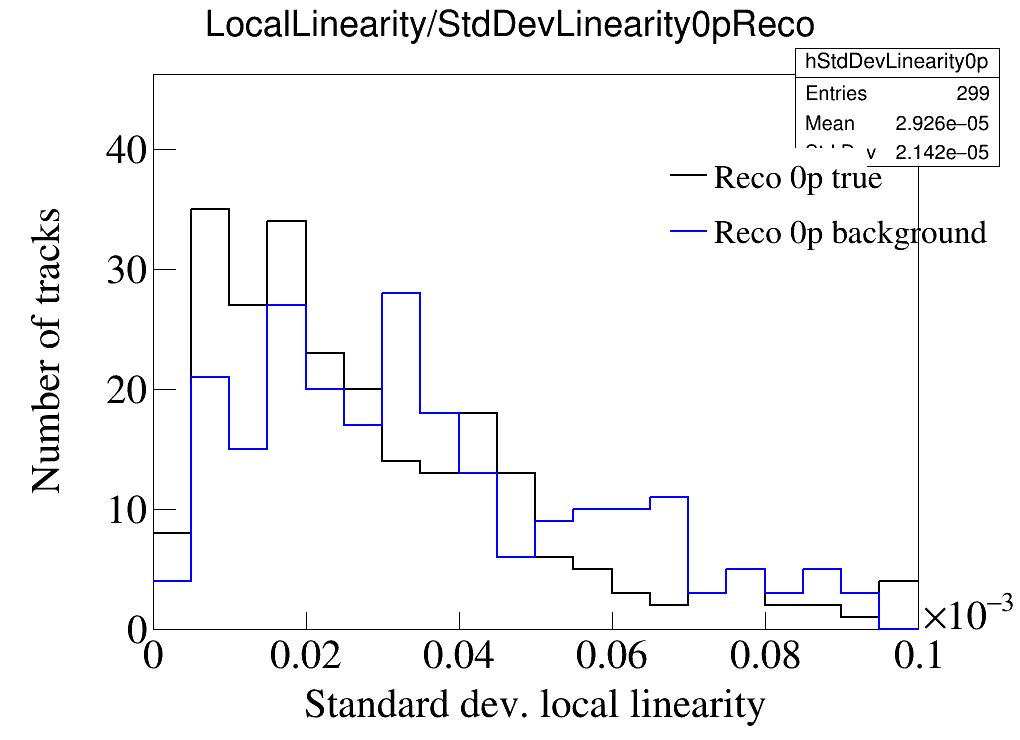 LocalLinearity/StdDevLinearity0pReco
hStdDevLinearity0p
Entries 299
Mean 2.926e−05
2.142e−05
Reco 0p true
Reco 0p background
Number of tracks
40
30
20
10
0
0 0.02 0.04 0.06 0.08 0.1
×10⁻³
Standard dev. local linearity